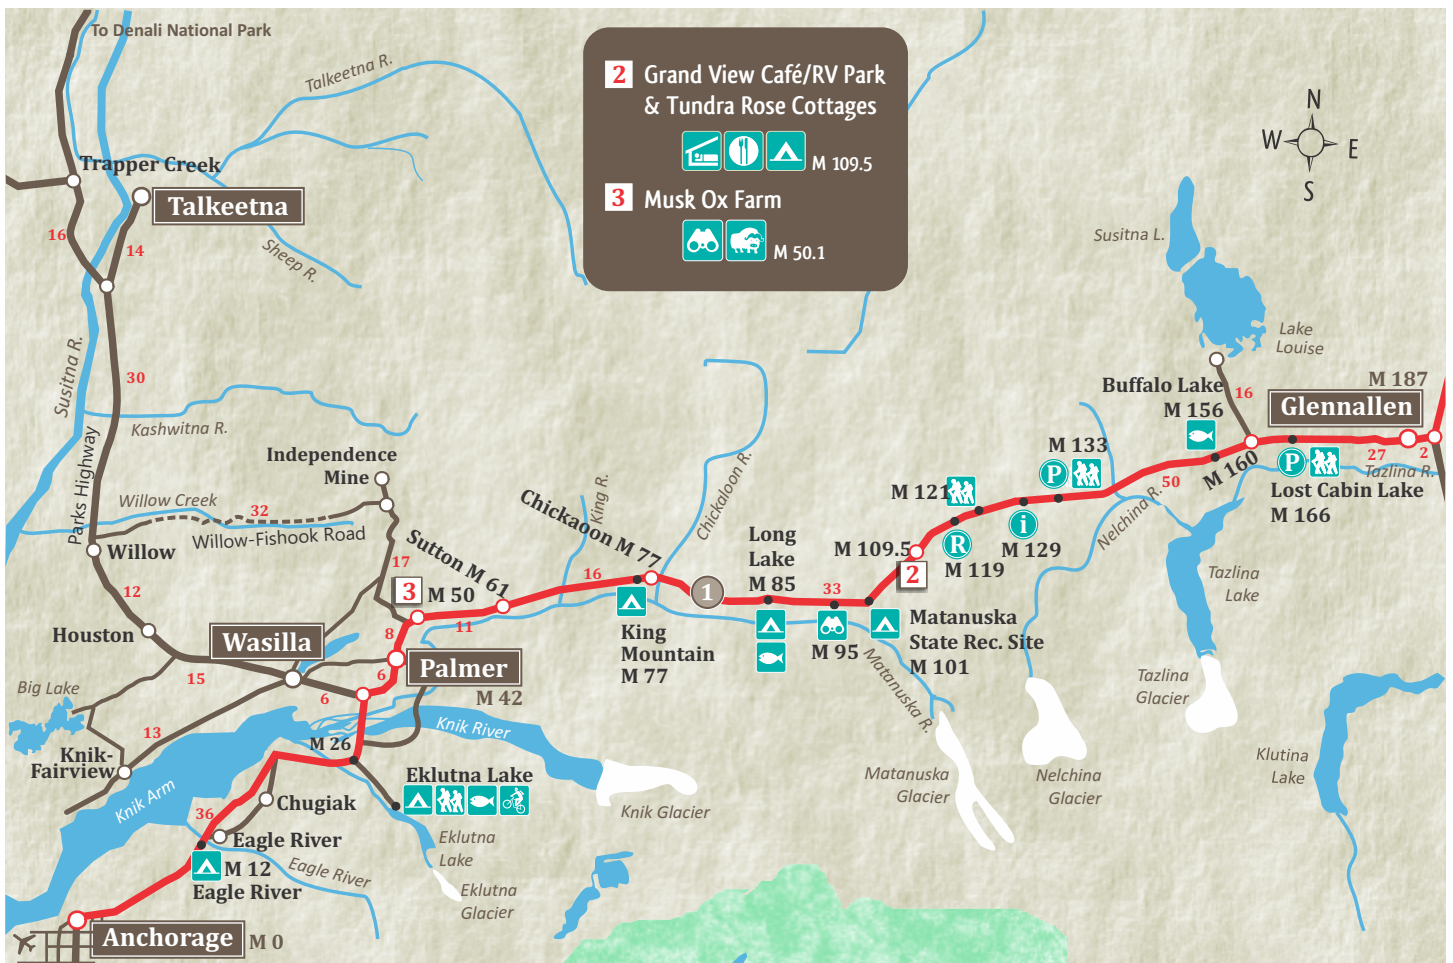 To Denali National Park
Talkeetna R.
2 Grand View Café/RV Park
& Tundra Rose Cottages
M 109.5
3 Musk Ox Farm
M 50.1
N
W E
S
Trapper Creek
Talkeetna
16
14
Sheep R.
Susitna L.
Susitna R.
30
Lake
Louise
Kashwitna R.
Parks Highway
Buffalo Lake
M 156
16
M 187
Glennallen
27
2
Tazlina R.
Independence
Mine
Willow Creek
32
Willow-Fishook Road
Willow
17
King R.
Chickaloon R.
Chickaoon M 77
Sutton M 61
16
M 133
P
50
M 160
P
Lost Cabin Lake
M 166
M 121
R
M 119
i
M 129
Nelchina R.
Long
Lake
M 85
M 109.5
2
3
M 50
1
33
12
Houston
Wasilla
8
11
King
Mountain
M 77
M 95
Matanuska
State Rec. Site
M 101
Tazlina
Lake
15
6
6
Palmer
M 42
Matanuska R.
Tazlina
Glacier
Big Lake
13
Knik-
Fairview
Knik Arm
M 26
Knik River
Eklutna Lake
Knik Glacier
Matanuska
Glacier
Nelchina
Glacier
Klutina
Lake
36
Chugiak
Eagle River
M 12
Eagle River
Eagle River
Eklutna
Lake
Eklutna
Glacier
Anchorage
M 0